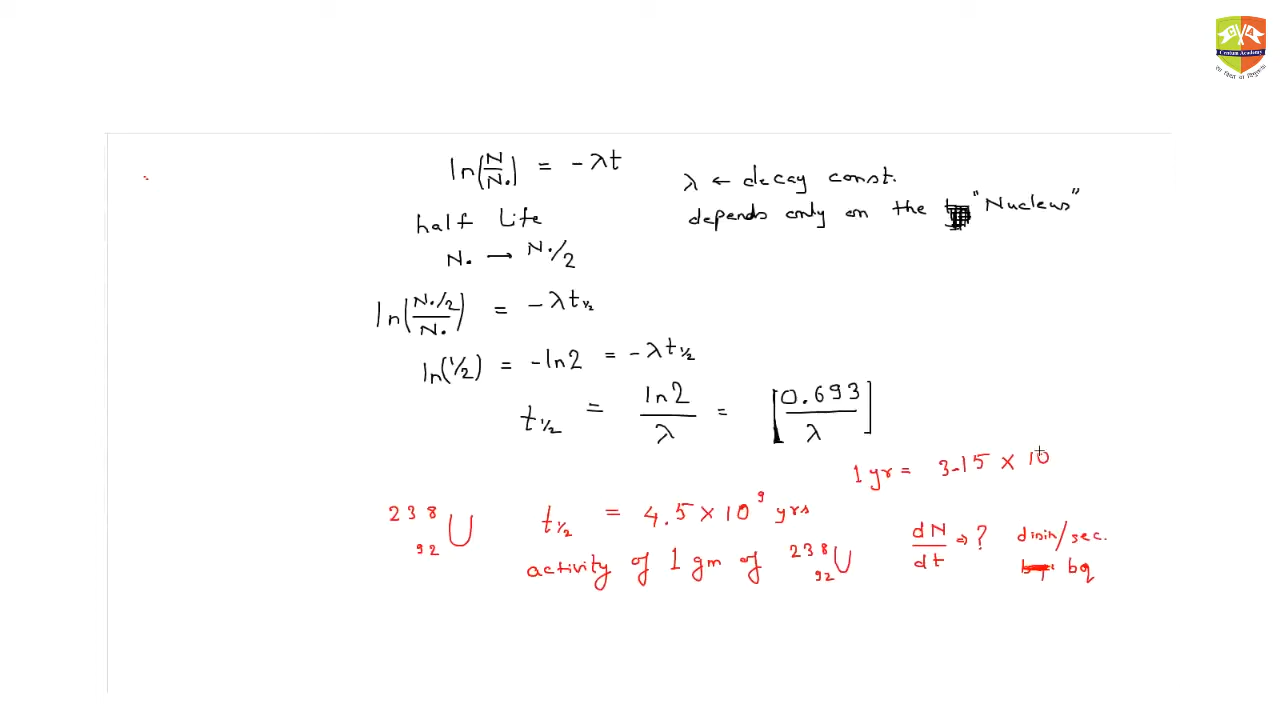 Centum Academy
ln(N/N₀) = -λt
λ ← decay const.
depends only on the "Nucleus"
half life
N₀ → N₀/2
ln((N₀/2)/N₀) = -λt½
ln(1/2) = -ln2 = -λt½
t½ = ln2/λ = [0.693/λ]
1 yr = 3.15 × 10
²³⁸₉₂U t½ = 4.5 × 10⁹ yrs
activity of 1 gm of ²³⁸₉₂U dN/dt ⇒ ? disin/sec.
bq